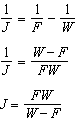 1/J = 1/F - 1/W
1/J = (W - F)/(FW)
J = FW/(W - F)